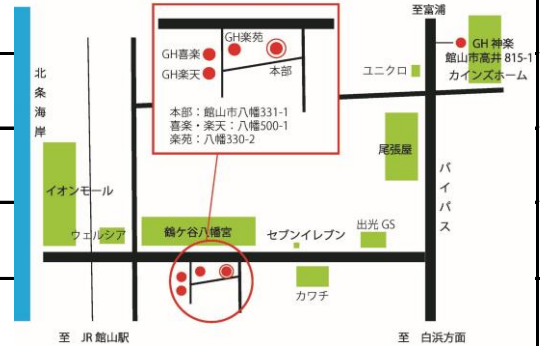 至富浦
GH楽苑
GH喜楽
GH楽天
本部
本部：館山市八幡331-1
喜楽・楽天：八幡500-1
楽苑：八幡330-2
GH 神楽
館山市高井 815-1
カインズホーム
ユニクロ
北条海岸
尾張屋
バイパス
イオンモール
ウェルシア
鶴ケ谷八幡宮
セブンイレブン
出光 GS
カワチ
至 JR 館山駅
至 白浜方面